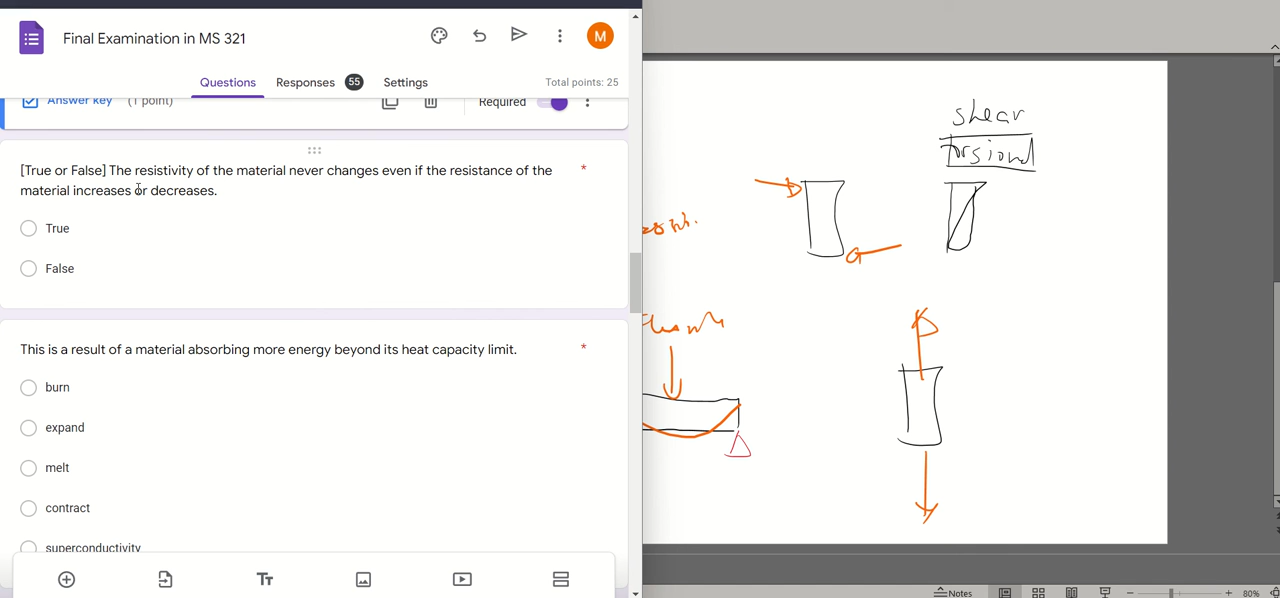 Final Examination in MS 321
M
Questions
Responses 55
Settings
Total points: 25
Answer key (1 point)
Required
[True or False] The resistivity of the material never changes even if the resistance of the
material increases or decreases.
*
True
False
This is a result of a material absorbing more energy beyond its heat capacity limit.
*
burn
expand
melt
contract
superconductivity
Tt
shear
torsional
Notes
80%